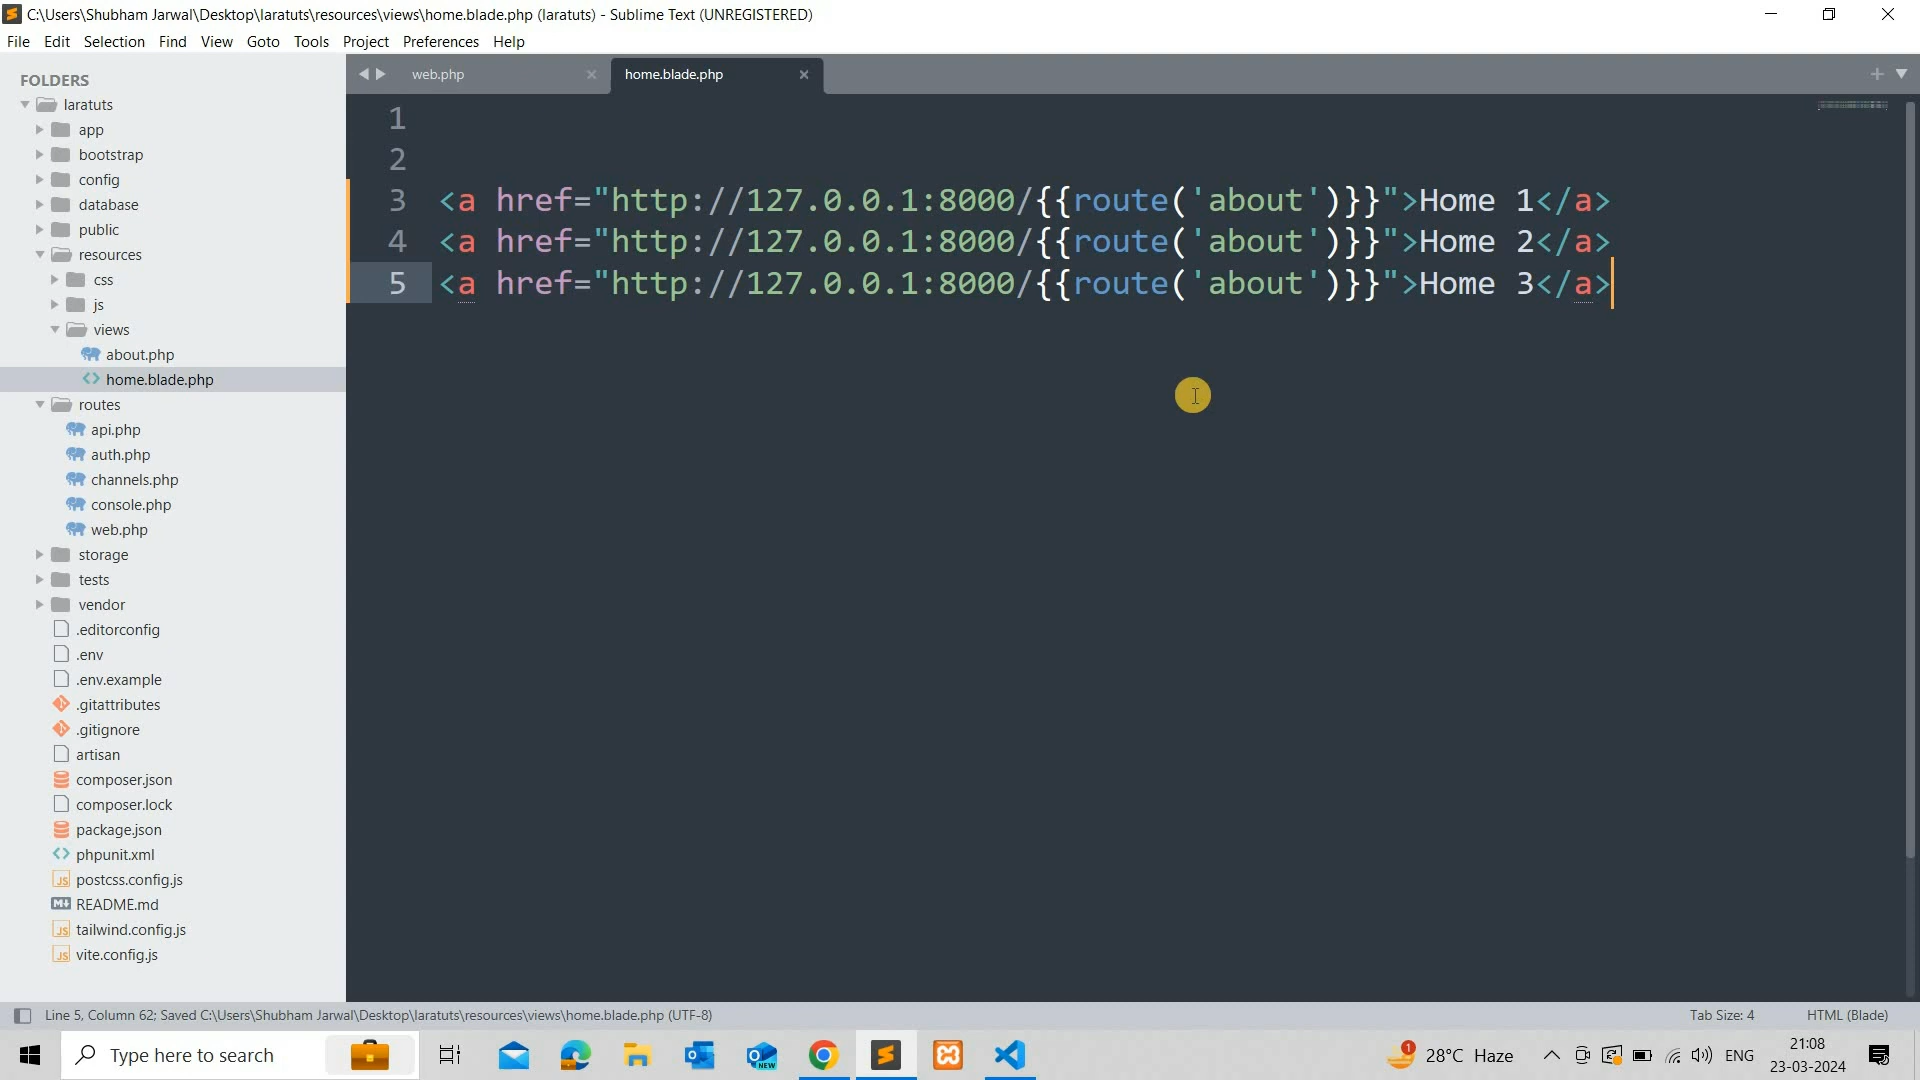 C:\Users\Shubham Jarwal\Desktop\laratuts\resources\views\home.blade.php (laratuts) - Sublime Text (UNREGISTERED)
File Edit Selection Find View Goto Tools Project Preferences Help
FOLDERS
laratuts
app
bootstrap
config
database
public
resources
css
js
views
about.php
home.blade.php
routes
api.php
auth.php
channels.php
console.php
web.php
storage
tests
vendor
.editorconfig
.env
.env.example
.gitattributes
.gitignore
artisan
composer.json
composer.lock
package.json
phpunit.xml
postcss.config.js
README.md
tailwind.config.js
vite.config.js
web.php home.blade.php
1
2
3 <a href="http://127.0.0.1:8000/{{route('about')}}">Home 1</a>
4 <a href="http://127.0.0.1:8000/{{route('about')}}">Home 2</a>
5 <a href="http://127.0.0.1:8000/{{route('about')}}">Home 3</a>
Line 5, Column 62; Saved C:\Users\Shubham Jarwal\Desktop\laratuts\resources\views\home.blade.php (UTF-8) Tab Size: 4 HTML (Blade)
Type here to search
NEW
1
28°C Haze
ENG
21:08
23-03-2024